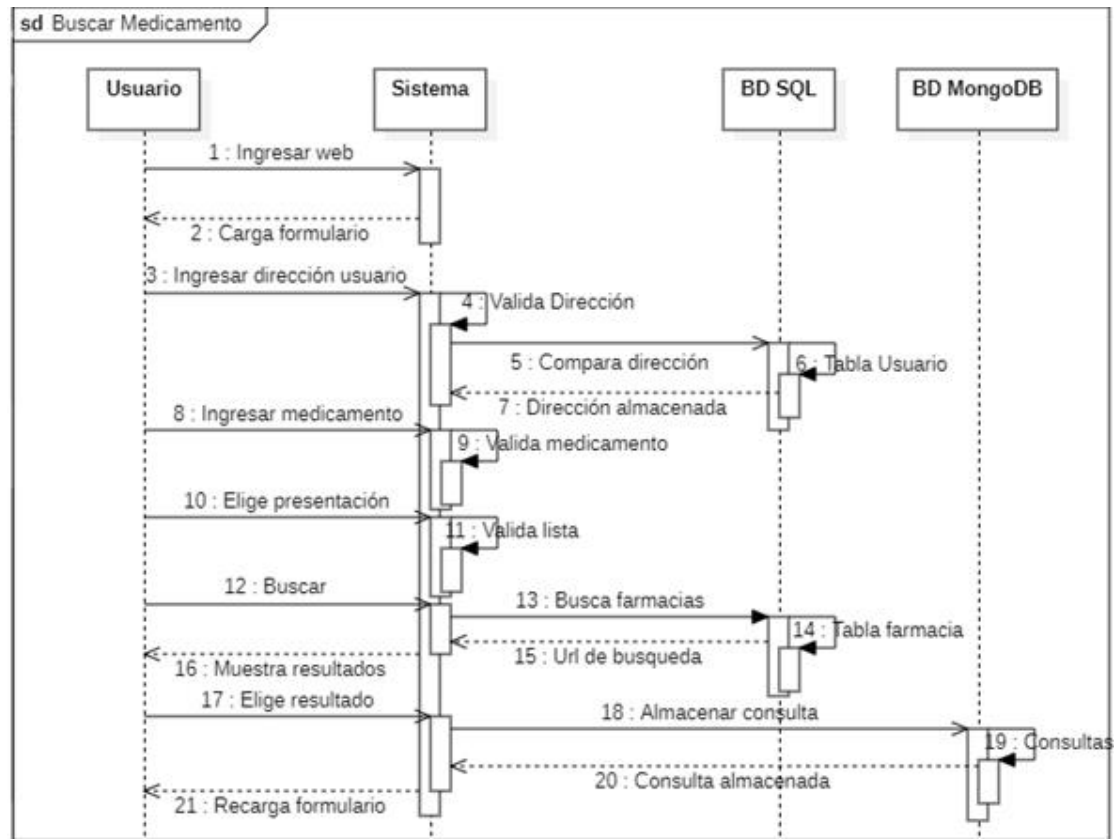 sd Buscar Medicamento
Usuario
Sistema
BD SQL
BD MongoDB
1 : Ingresar web
2 : Carga formulario
3 : Ingresar dirección usuario
4 : Valida Dirección
5 : Compara dirección
6 : Tabla Usuario
7 : Dirección almacenada
8 : Ingresar medicamento
9 : Valida medicamento
10 : Elige presentación
11 : Valida lista
12 : Buscar
13 : Busca farmacias
14 : Tabla farmacia
15 : Url de busqueda
16 : Muestra resultados
17 : Elige resultado
18 : Almacenar consulta
19 : Consultas
20 : Consulta almacenada
21 : Recarga formulario